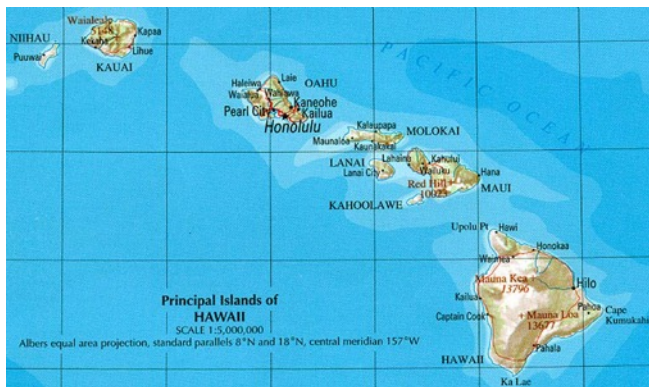 Waialeale
5148
NIIHAU
Kekaha
Kapaa
Puuwai
Lihue
KAUAI
Laie
Haleiwa
OAHU
Waialua
Wahiawa
Kaneohe
Pearl City
Kailua
Honolulu
PACIFIC OCEAN
Kalaupapa
MOLOKAI
Maunaloa
Kaunakakai
LANAI
Lahaina
Kahului
Lanai City
Wailuku
Hana
Red Hill
10023
MAUI
KAHOOLAWE
Upolu Pt
Hawi
Honokaa
Waimea
Mauna Kea
13796
Hilo
Principal Islands of
HAWAII
SCALE 1:5,000,000
Albers equal area projection, standard parallels 8°N and 18°N, central meridian 157°W
Kailua
Pahoa
Cape
Kumukahi
Captain Cook
Mauna Loa
13677
Pahala
HAWAII
Ka Lae